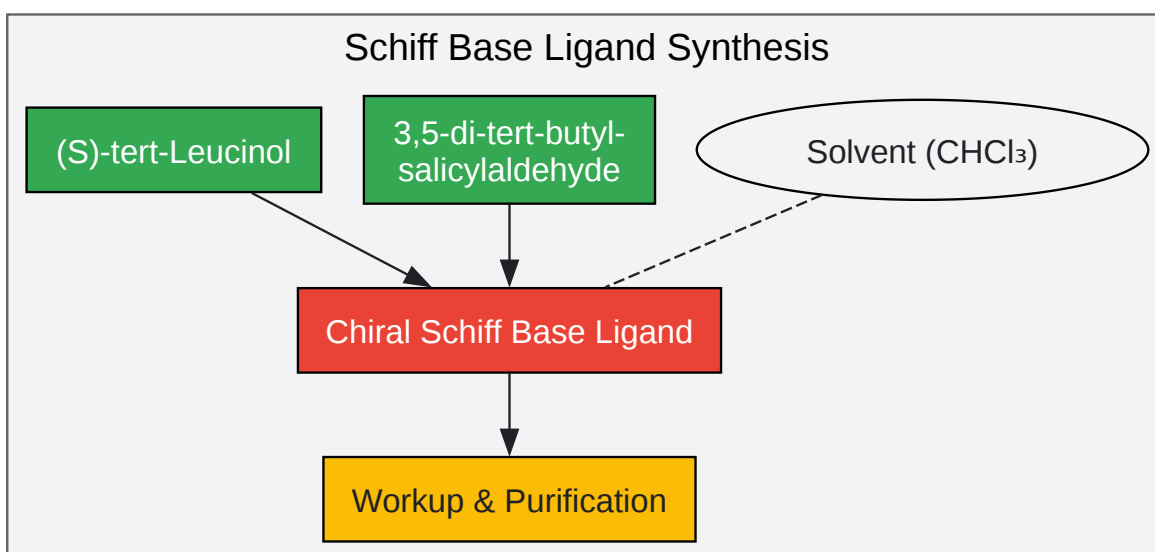 Schiff Base Ligand Synthesis
(S)-tert-Leucinol
3,5-di-tert-butyl-
salicylaldehyde
Solvent (CHCl₃)
Chiral Schiff Base Ligand
Workup & Purification